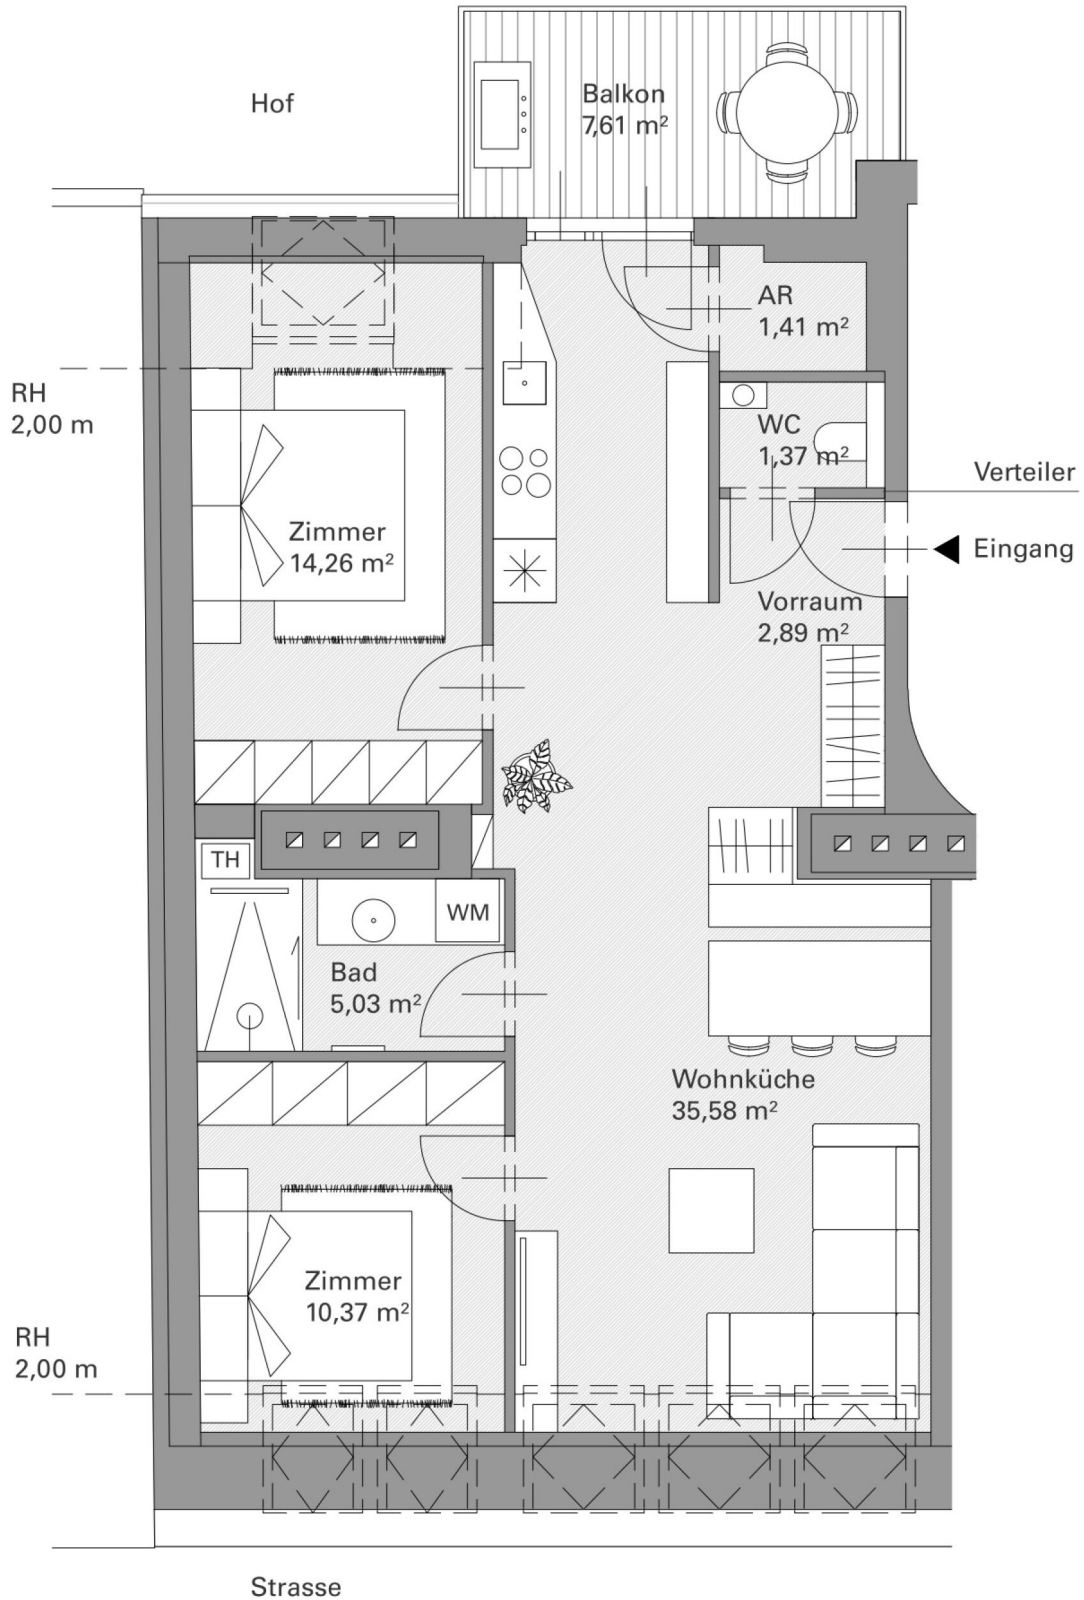 Hof
Balkon
7,61 m²
AR
1,41 m²
RH
2,00 m
WC
1,37 m²
Verteiler
Zimmer
14,26 m²
Eingang
Vorraum
2,89 m²
TH
WM
Bad
5,03 m²
Wohnküche
35,58 m²
Zimmer
10,37 m²
RH
2,00 m
Strasse